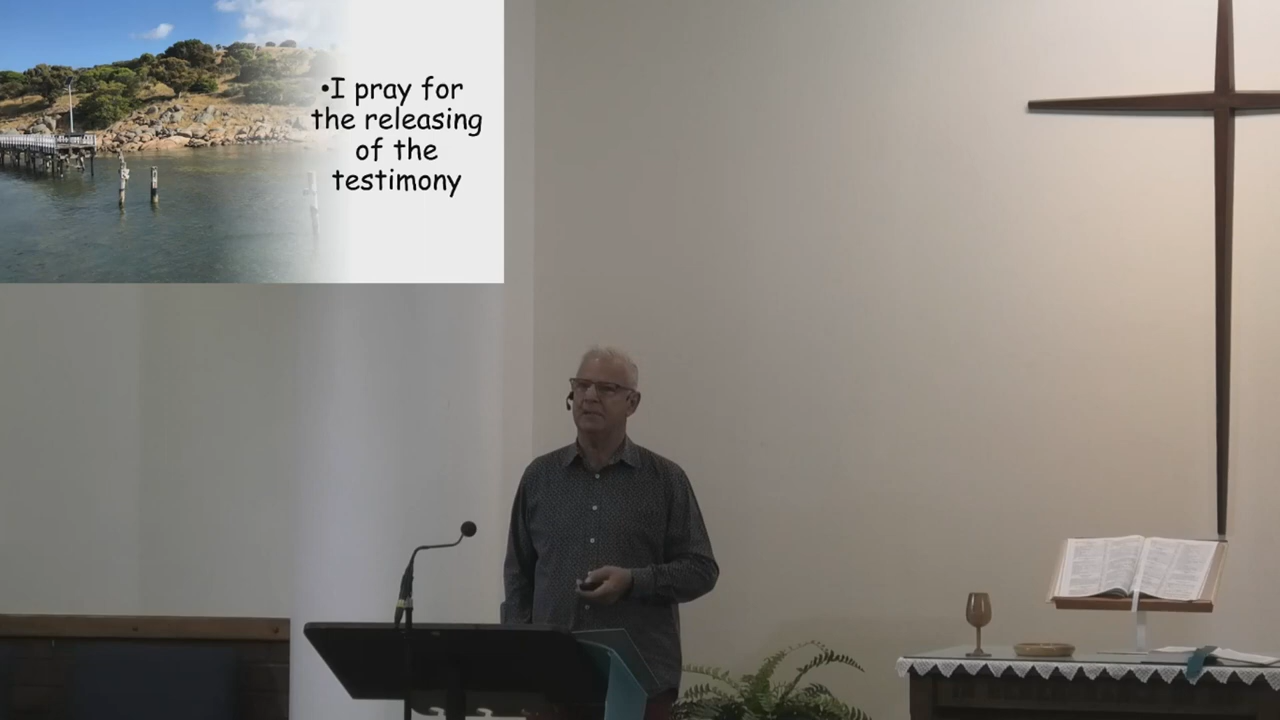 •I pray for
the releasing
of the
testimony